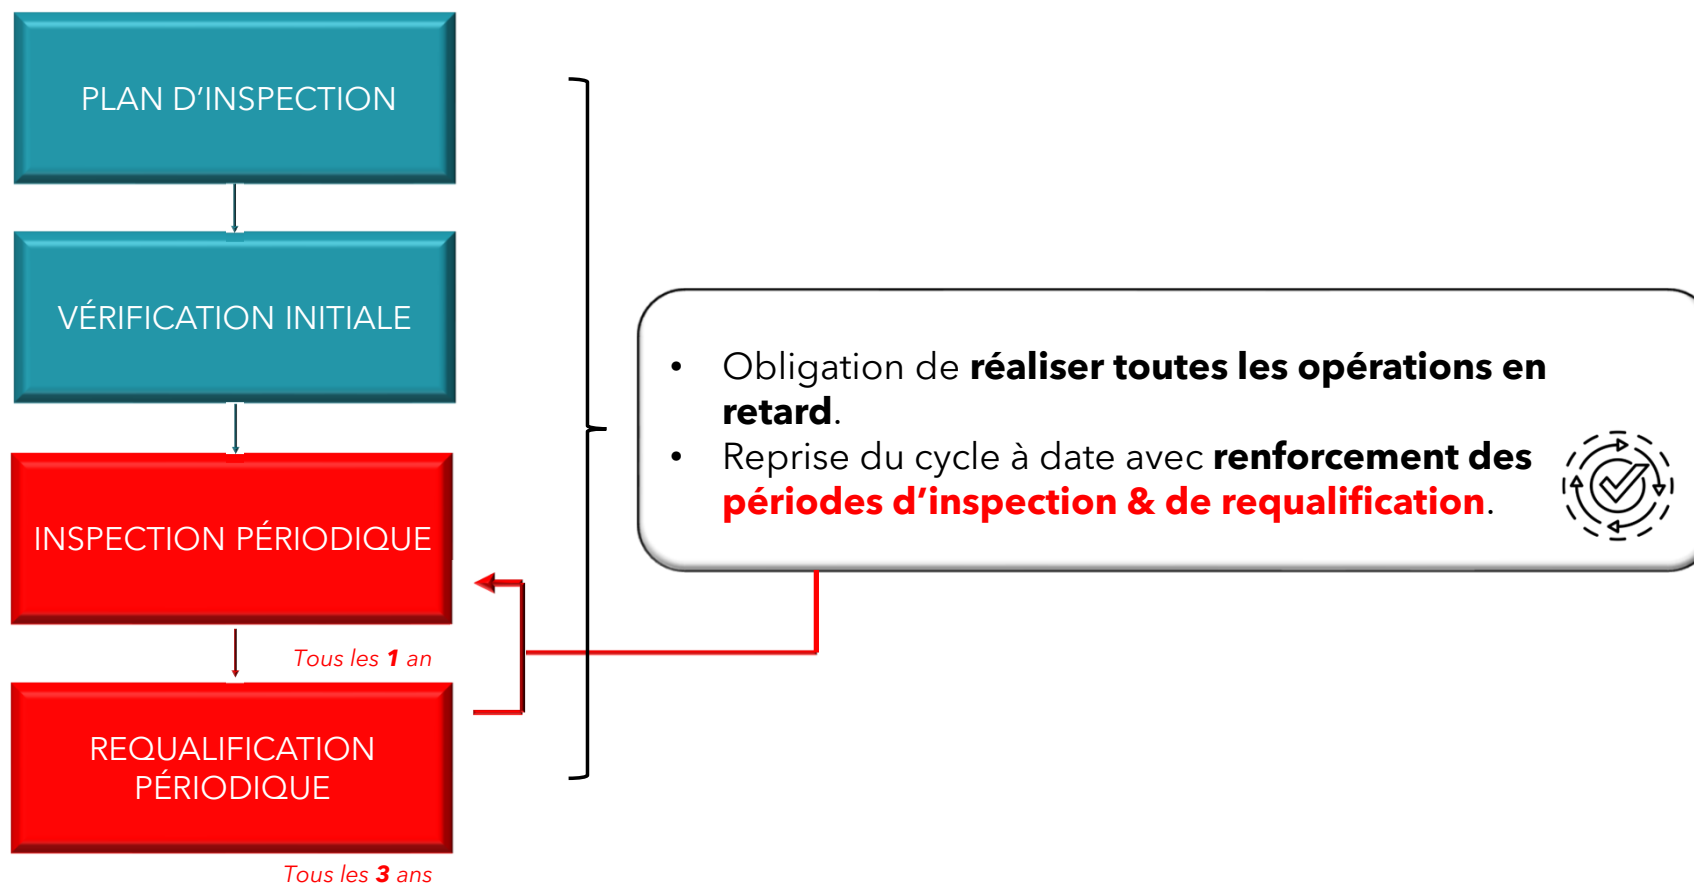 PLAN D’INSPECTION
VÉRIFICATION INITIALE
INSPECTION PÉRIODIQUE
Tous les 1 an
REQUALIFICATION
PÉRIODIQUE
Tous les 3 ans
• Obligation de réaliser toutes les opérations en
retard.
• Reprise du cycle à date avec renforcement des
périodes d’inspection & de requalification.